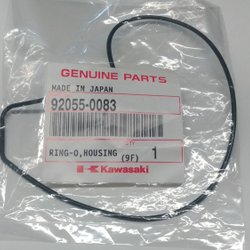 GENUINE PARTS
MADE IN JAPAN
92055-0083
RING-O,HOUSING
(9F) 1
Kawasaki